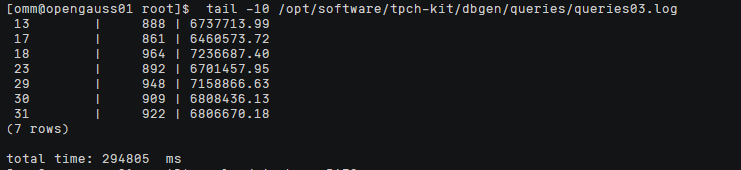 [omm@opengauss01 root]$  tail -10 /opt/software/tpch-kit/dbgen/queries/queries03.log
 13         |     888 | 6737713.99
 17         |     861 | 6460573.72
 18         |     964 | 7236687.40
 23         |     892 | 6701457.95
 29         |     948 | 7158866.63
 30         |     909 | 6808436.13
 31         |     922 | 6806670.18
(7 rows)

total time: 294805  ms